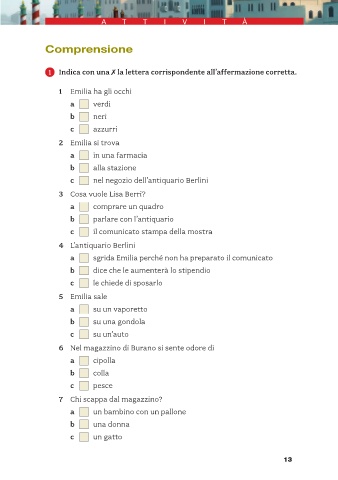 ATTIVITÀ
Comprensione
1 Indica con una ✗ la lettera corrispondente all'affermazione corretta.
1 Emilia ha gli occhi
a verdi
b neri
c azzurri
2 Emilia si trova
a in una farmacia
b alla stazione
c nel negozio dell'antiquario Berlini
3 Cosa vuole Lisa Berri?
a comprare un quadro
b parlare con l'antiquario
c il comunicato stampa della mostra
4 L'antiquario Berlini
a sgrida Emilia perché non ha preparato il comunicato
b dice che le aumenterà lo stipendio
c le chiede di sposarlo
5 Emilia sale
a su un vaporetto
b su una gondola
c su un'auto
6 Nel magazzino di Burano si sente odore di
a cipolla
b colla
c pesce
7 Chi scappa dal magazzino?
a un bambino con un pallone
b una donna
c un gatto
13